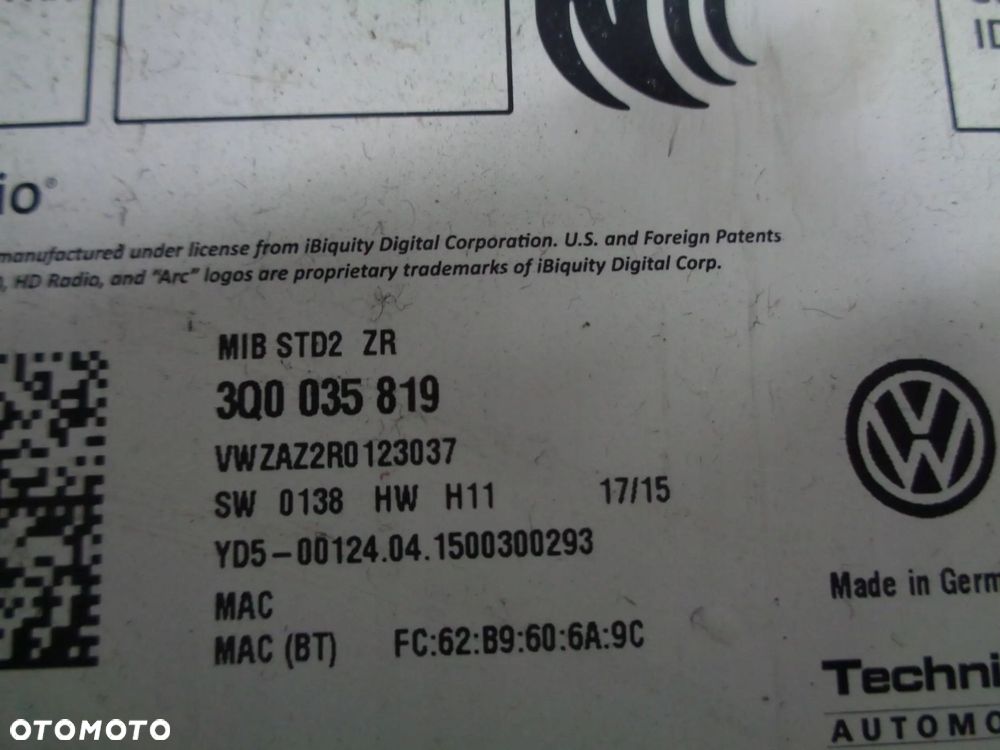 ID
io®
manufactured under license from iBiquity Digital Corporation. U.S. and Foreign Patents
, HD Radio, and "Arc" logos are proprietary trademarks of iBiquity Digital Corp.
MIB STD2 ZR
3Q0 035 819
VWZAZ2R0123037
SW 0138 HW H11 17/15
YD5-00124.04.1500300293
MAC
MAC (BT) FC:62:B9:60:6A:9C
Made in Germ
Techni
AUTOMO
OTOMOTO